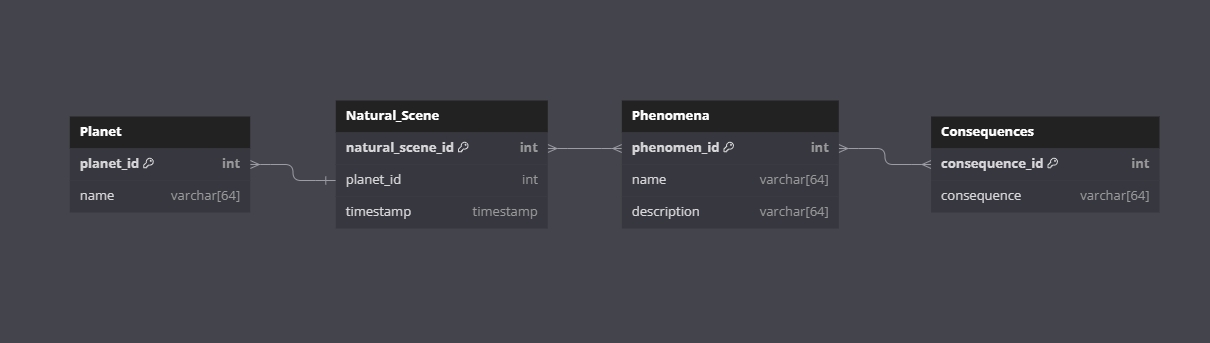 Planet
planet_id int
name varchar[64]
Natural_Scene
natural_scene_id int
planet_id int
timestamp timestamp
Phenomena
phenomen_id int
name varchar[64]
description varchar[64]
Consequences
consequence_id int
consequence varchar[64]